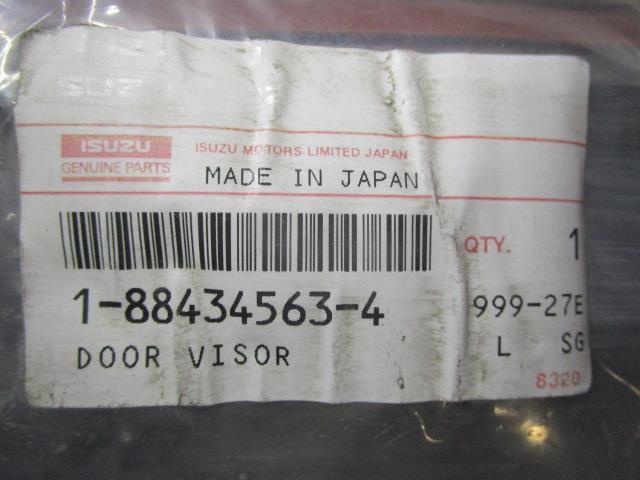 ISUZU
GENUINE PARTS
ISUZU MOTORS LIMITED JAPAN
MADE IN JAPAN
QTY. 1
1-88434563-4 999-27E
DOOR VISOR L SG
8320